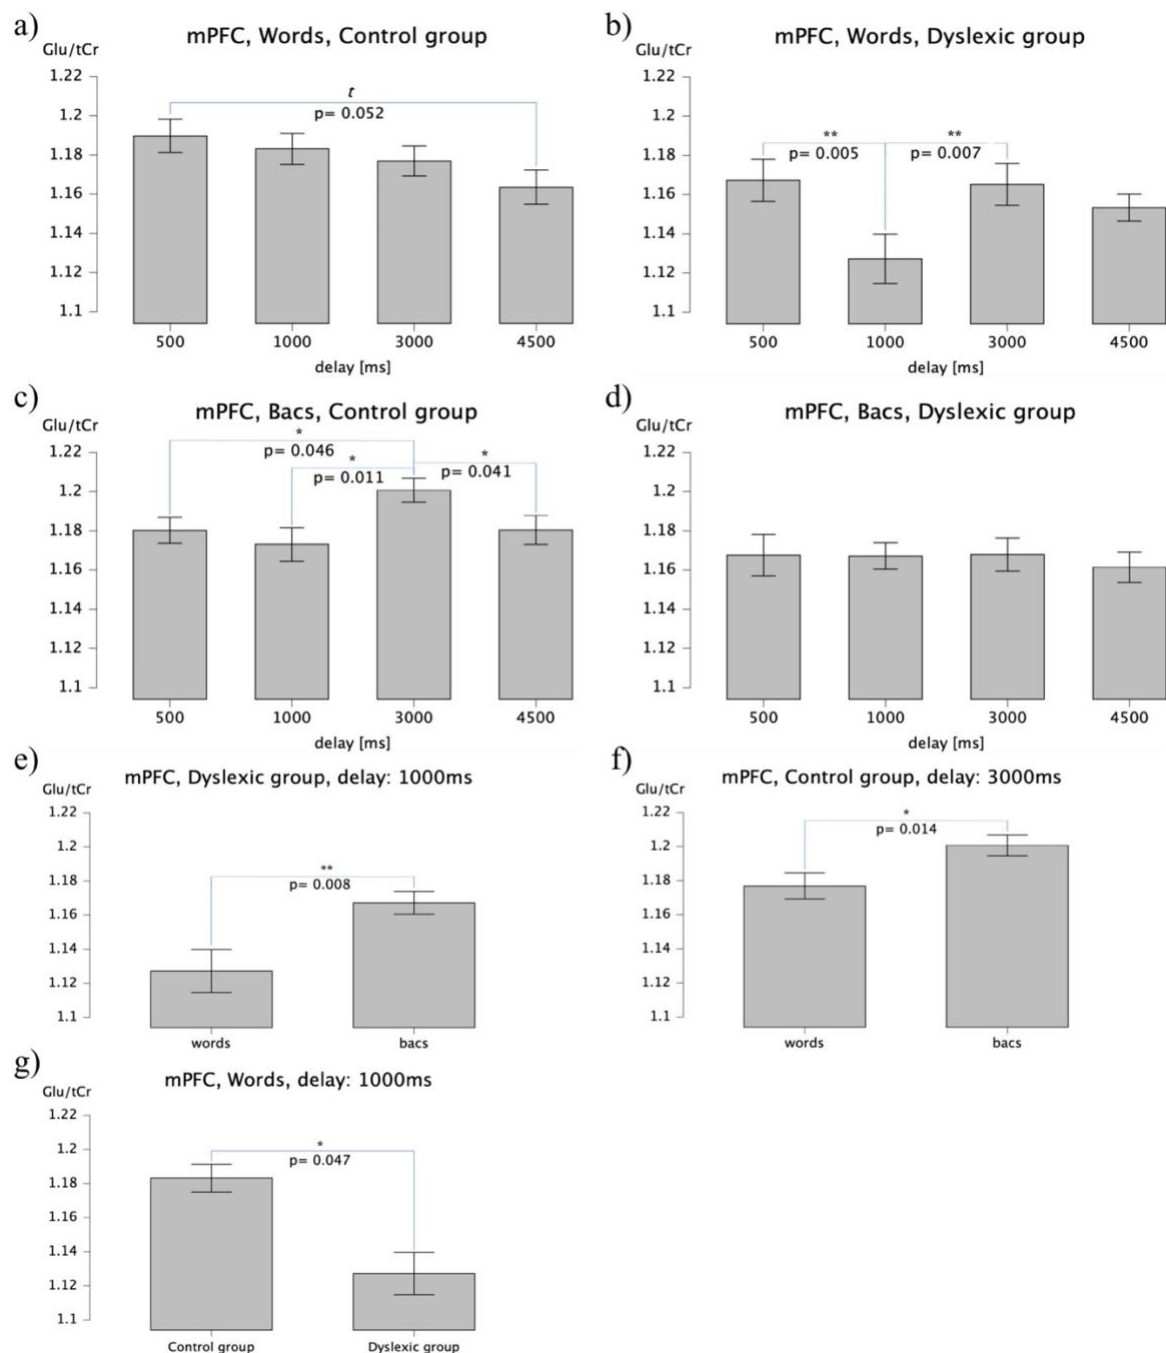 a)
mPFC, Words, Control group
Glu/tCr
1.22
1.2
1.18
1.16
1.14
1.12
1.1
t
p= 0.052
500 1000 3000 4500
delay [ms]
b)
mPFC, Words, Dyslexic group
Glu/tCr
1.22
1.2
1.18
1.16
1.14
1.12
1.1
** **
p= 0.005 p= 0.007
500 1000 3000 4500
delay [ms]
c)
mPFC, Bacs, Control group
Glu/tCr
1.22
1.2
1.18
1.16
1.14
1.12
1.1
*
p= 0.046
* *
p= 0.011 p= 0.041
500 1000 3000 4500
delay [ms]
d)
mPFC, Bacs, Dyslexic group
Glu/tCr
1.22
1.2
1.18
1.16
1.14
1.12
1.1
500 1000 3000 4500
delay [ms]
e)
mPFC, Dyslexic group, delay: 1000ms
Glu/tCr
1.22
1.2
1.18
1.16
1.14
1.12
1.1
**
p= 0.008
words bacs
f)
mPFC, Control group, delay: 3000ms
Glu/tCr
1.22
1.2
1.18
1.16
1.14
1.12
1.1
*
p= 0.014
words bacs
g)
mPFC, Words, delay: 1000ms
Glu/tCr
1.22
1.2
1.18
1.16
1.14
1.12
1.1
*
p= 0.047
Control group Dyslexic group